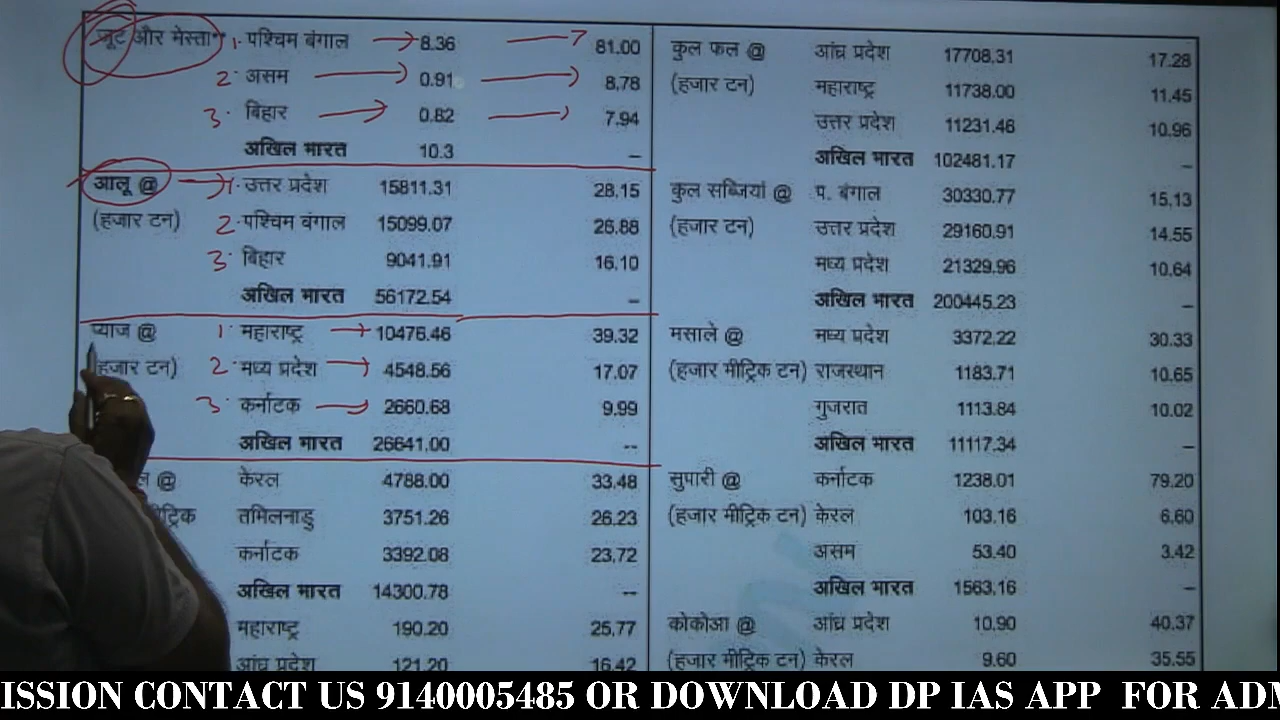 जूट और मेस्ता 1. पश्चिम बंगाल 8.36 81.00
2. असम 0.91 8.78
3. बिहार 0.82 7.94
अखिल भारत 10.3 –
आलू @ 1. उत्तर प्रदेश 15811.31 28.15
(हजार टन) 2. पश्चिम बंगाल 15099.07 26.88
3. बिहार 9041.91 16.10
अखिल भारत 56172.54 –
प्याज @ 1. महाराष्ट्र 10476.46 39.32
(हजार टन) 2. मध्य प्रदेश 4548.56 17.07
3. कर्नाटक 2660.68 9.99
अखिल भारत 26641.00 --
@ केरल 4788.00 33.48
तमिलनाडु 3751.26 26.23
कर्नाटक 3392.08 23.72
अखिल भारत 14300.78 --
महाराष्ट्र 190.20 25.77
आंध्र प्रदेश 121.20 16.42
कुल फल @ आंध्र प्रदेश 17708.31 17.28
(हजार टन) महाराष्ट्र 11738.00 11.45
उत्तर प्रदेश 11231.46 10.96
अखिल भारत 102481.17 –
कुल सब्जियां @ प. बंगाल 30330.77 15.13
(हजार टन) उत्तर प्रदेश 29160.91 14.55
मध्य प्रदेश 21329.96 10.64
अखिल भारत 200445.23 –
मसाले @ मध्य प्रदेश 3372.22 30.33
(हजार मीट्रिक टन) राजस्थान 1183.71 10.65
गुजरात 1113.84 10.02
अखिल भारत 11117.34 –
सुपारी @ कर्नाटक 1238.01 79.20
(हजार मीट्रिक टन) केरल 103.16 6.60
असम 53.40 3.42
अखिल भारत 1563.16 –
कोकोआ @ आंध्र प्रदेश 10.90 40.37
(हजार मीट्रिक टन) केरल 9.60 35.55
ISSION CONTACT US 9140005485 OR DOWNLOAD DP IAS APP FOR ADM